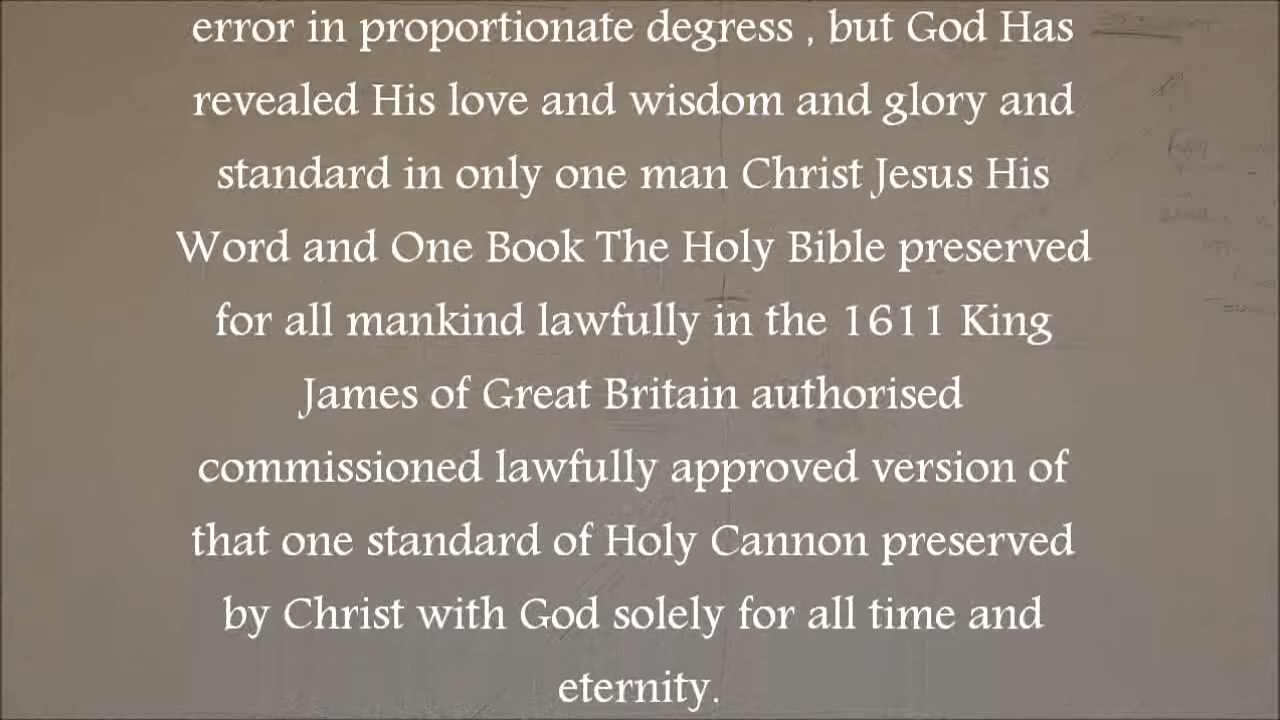 error in proportionate degress , but God Has
revealed His love and wisdom and glory and
standard in only one man Christ Jesus His
Word and One Book The Holy Bible preserved
for all mankind lawfully in the 1611 King
James of Great Britain authorised
commissioned lawfully approved version of
that one standard of Holy Cannon preserved
by Christ with God solely for all time and
eternity.